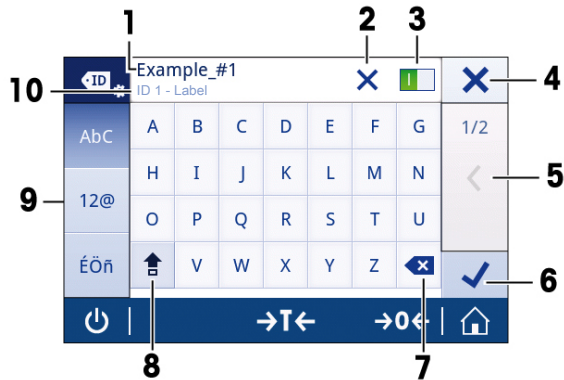 1 2 3
ID Example_#1
10 ID 1 - Label 4
AbC A B C D E F G 1/2
H I J K L M N 5
9 12@
O P Q R S T U
ÉÖñ V W X Y Z 6
→T← →0←
8 7